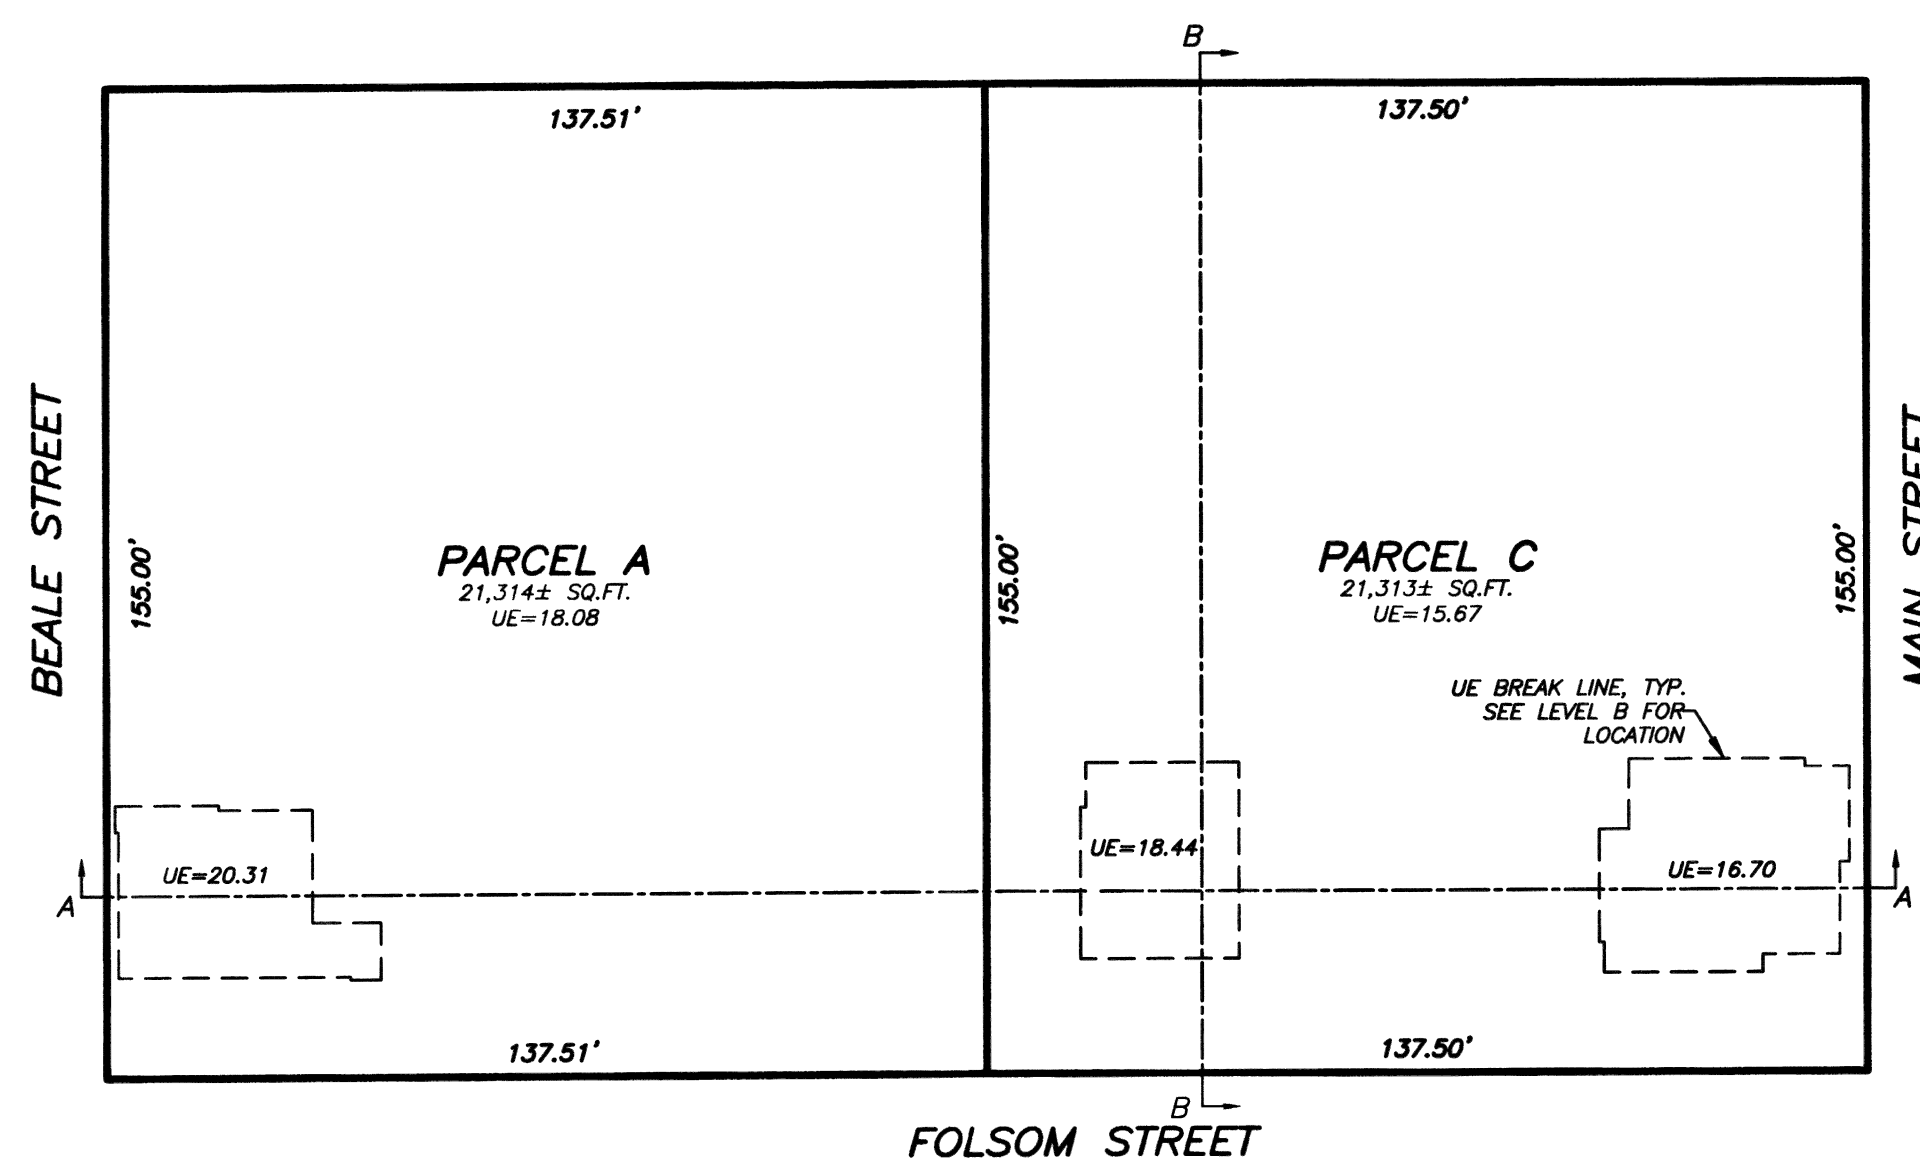 B
137.51'
137.50'
BEALE STREET
155.00'
PARCEL A
21,314± SQ.FT.
UE=18.08
155.00'
PARCEL C
21,313± SQ.FT.
UE=15.67
155.00'
MAIN STREET
UE BREAK LINE, TYP.
SEE LEVEL B FOR
LOCATION
UE=20.31
UE=18.44
UE=16.70
A
A
137.51'
137.50'
B
FOLSOM STREET